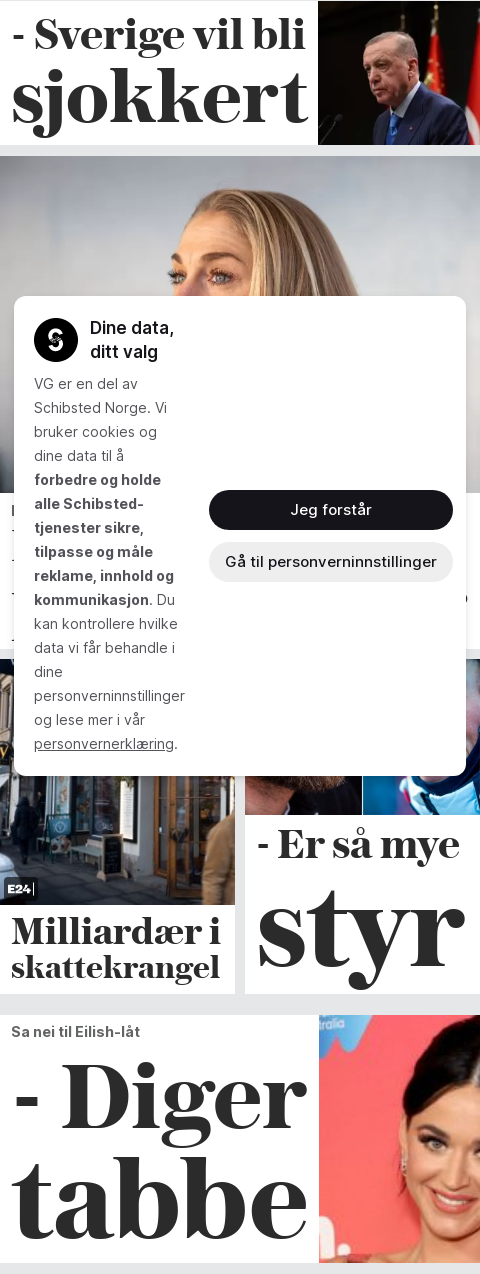 - Sverige vil bli
sjokkert
Dine data,
ditt valg
VG er en del av
Schibsted Norge. Vi
bruker cookies og
dine data til å
forbedre og holde
alle Schibsted-
tjenester sikre,
tilpasse og måle
reklame, innhold og
kommunikasjon. Du
kan kontrollere hvilke
data vi får behandle i
dine
personverninnstillinger
og lese mer i vår
personvernerklæring.
Jeg forstår
Gå til personverninnstillinger
E24
Milliardær i
skattekrangel
- Er så mye
styr
Sa nei til Eilish-låt
- Diger
tabbe